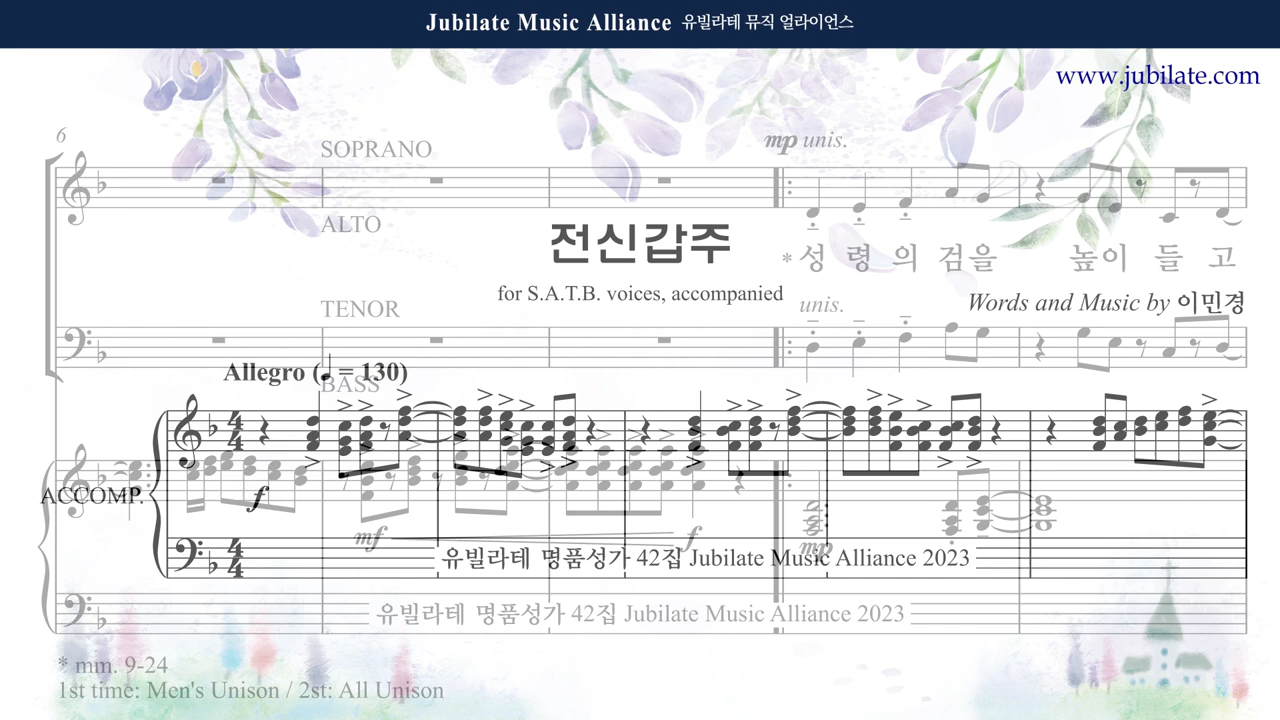 Jubilate Music Alliance 유빌라테 뮤직 얼라이언스
www.jubilate.com
6
SOPRANO
mp unis.
ALTO
전신갑주
* 성 령 의 검을 높이 들 고
for S.A.T.B. voices, accompanied
TENOR
unis.
Words and Music by 이민경
Allegro (♩ = 130)
BASS
ACCOMP.
f
mf
f
mp
유빌라테 명품성가 42집 Jubilate Music Alliance 2023
유빌라테 명품성가 42집 Jubilate Music Alliance 2023
* mm. 9-24
1st time: Men's Unison / 2st: All Unison